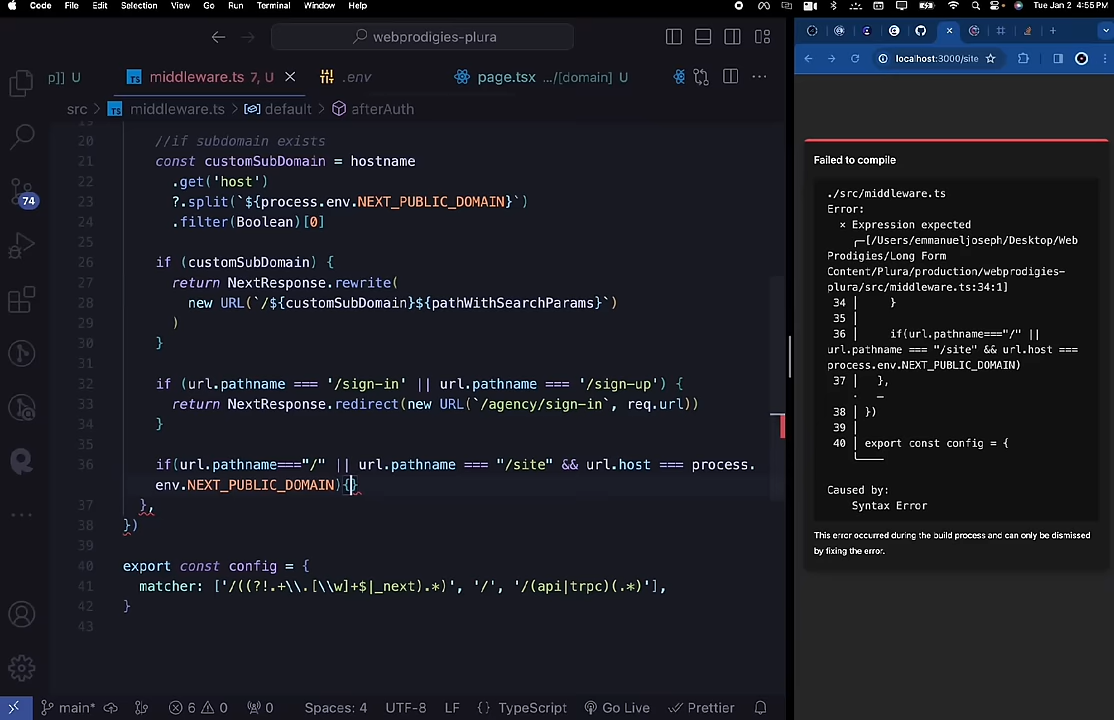 Code File Edit Selection View Go Run Terminal Window Help Tue Jan 2 4:55 PM
webprodigies-plura
p]] U middleware.ts 7, U .env page.tsx .../[domain] U
src > middleware.ts > default > afterAuth
19
20 //if subdomain exists
21 const customSubDomain = hostname
22 .get('host')
23 ?.split(`${process.env.NEXT_PUBLIC_DOMAIN}`)
24 .filter(Boolean)[0]
25
26 if (customSubDomain) {
27 return NextResponse.rewrite(
28 new URL(`/${customSubDomain}${pathWithSearchParams}`)
29 )
30 }
31
32 if (url.pathname === '/sign-in' || url.pathname === '/sign-up') {
33 return NextResponse.redirect(new URL(`/agency/sign-in`, req.url))
34 }
35
36 if(url.pathname==="/" || url.pathname === "/site" && url.host === process.
env.NEXT_PUBLIC_DOMAIN){}
37 },
38 })
39
40 export const config = {
41 matcher: ['/((?!.+\\.[\\w]+$|_next).*)', '/', '/(api|trpc)(.*)'],
42 }
43
74
main* 6 0 0 Spaces: 4 UTF-8 LF {} TypeScript Go Live Prettier
localhost:3000/site
Failed to compile
./src/middleware.ts
Error:
× Expression expected
╭─[/Users/emmanueljoseph/Desktop/Web
Prodigies/Long Form
Content/Plura/production/webprodigies-
plura/src/middleware.ts:34:1]
34 │ }
35 │
36 │ if(url.pathname==="/" ||
url.pathname === "/site" && url.host ===
process.env.NEXT_PUBLIC_DOMAIN)
37 │ },
· ─
38 │ })
39 │
40 │ export const config = {
╰────
Caused by:
Syntax Error
This error occurred during the build process and can only be dismissed
by fixing the error.